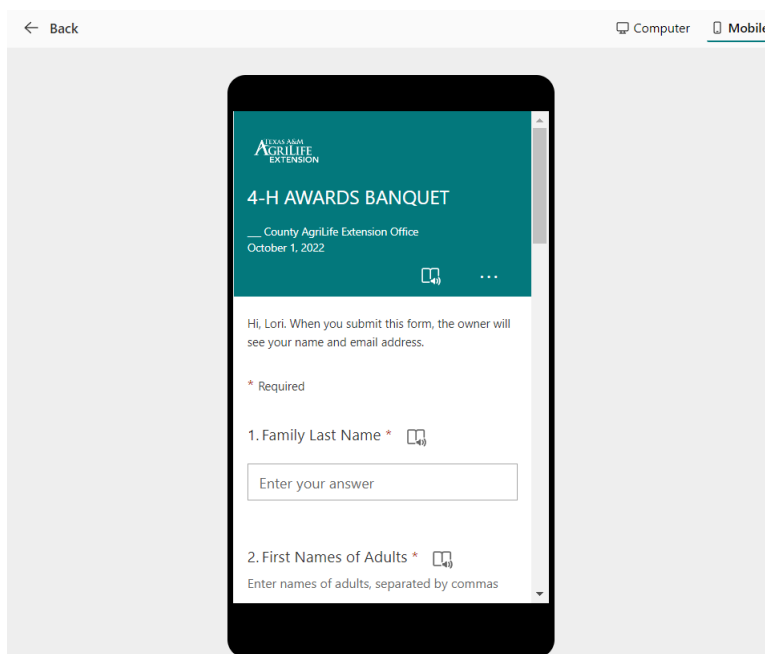 Back
Computer
Mobile
TEXAS A&M
AGRILIFE
EXTENSION
4-H AWARDS BANQUET
__ County AgriLife Extension Office
October 1, 2022
...
Hi, Lori. When you submit this form, the owner will
see your name and email address.
* Required
1. Family Last Name *
Enter your answer
2. First Names of Adults *
Enter names of adults, separated by commas